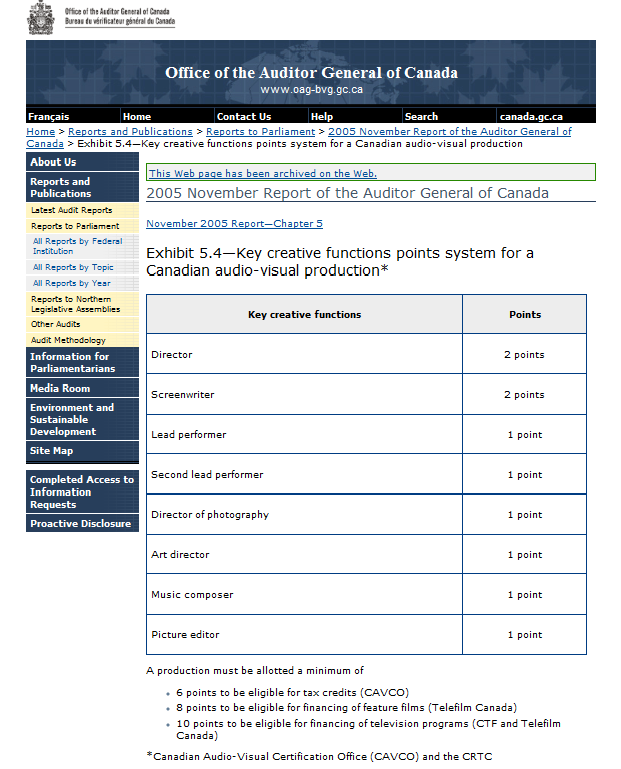 Office of the Auditor General of Canada
Bureau du vérificateur général du Canada
Office of the Auditor General of Canada
www.oag-bvg.gc.ca
Français Home Contact Us Help Search canada.gc.ca
Home > Reports and Publications > Reports to Parliament > 2005 November Report of the Auditor General of
Canada > Exhibit 5.4—Key creative functions points system for a Canadian audio-visual production
About Us
Reports and
Publications
Latest Audit Reports
Reports to Parliament
All Reports by Federal
Institution
All Reports by Topic
All Reports by Year
Reports to Northern
Legislative Assemblies
Other Audits
Audit Methodology
Information for
Parliamentarians
Media Room
Environment and
Sustainable
Development
Site Map
Completed Access to
Information
Requests
Proactive Disclosure
This Web page has been archived on the Web.
2005 November Report of the Auditor General of Canada
November 2005 Report—Chapter 5
Exhibit 5.4—Key creative functions points system for a
Canadian audio-visual production*
Key creative functions Points
Director 2 points
Screenwriter 2 points
Lead performer 1 point
Second lead performer 1 point
Director of photography 1 point
Art director 1 point
Music composer 1 point
Picture editor 1 point
A production must be allotted a minimum of
• 6 points to be eligible for tax credits (CAVCO)
• 8 points to be eligible for financing of feature films (Telefilm Canada)
• 10 points to be eligible for financing of television programs (CTF and Telefilm
Canada)
*Canadian Audio-Visual Certification Office (CAVCO) and the CRTC